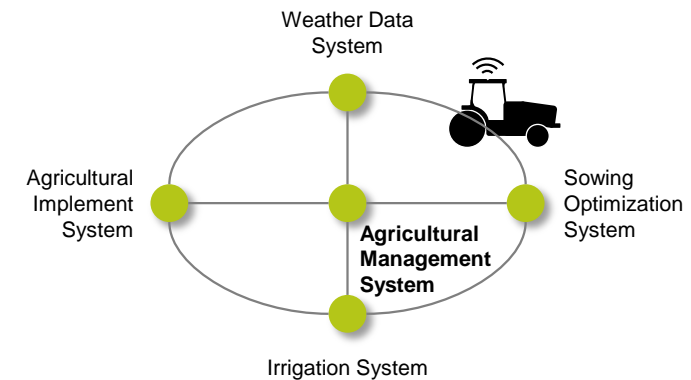 Weather Data
System
Agricultural
Implement
System
Sowing
Optimization
System
Agricultural
Management
System
Irrigation System